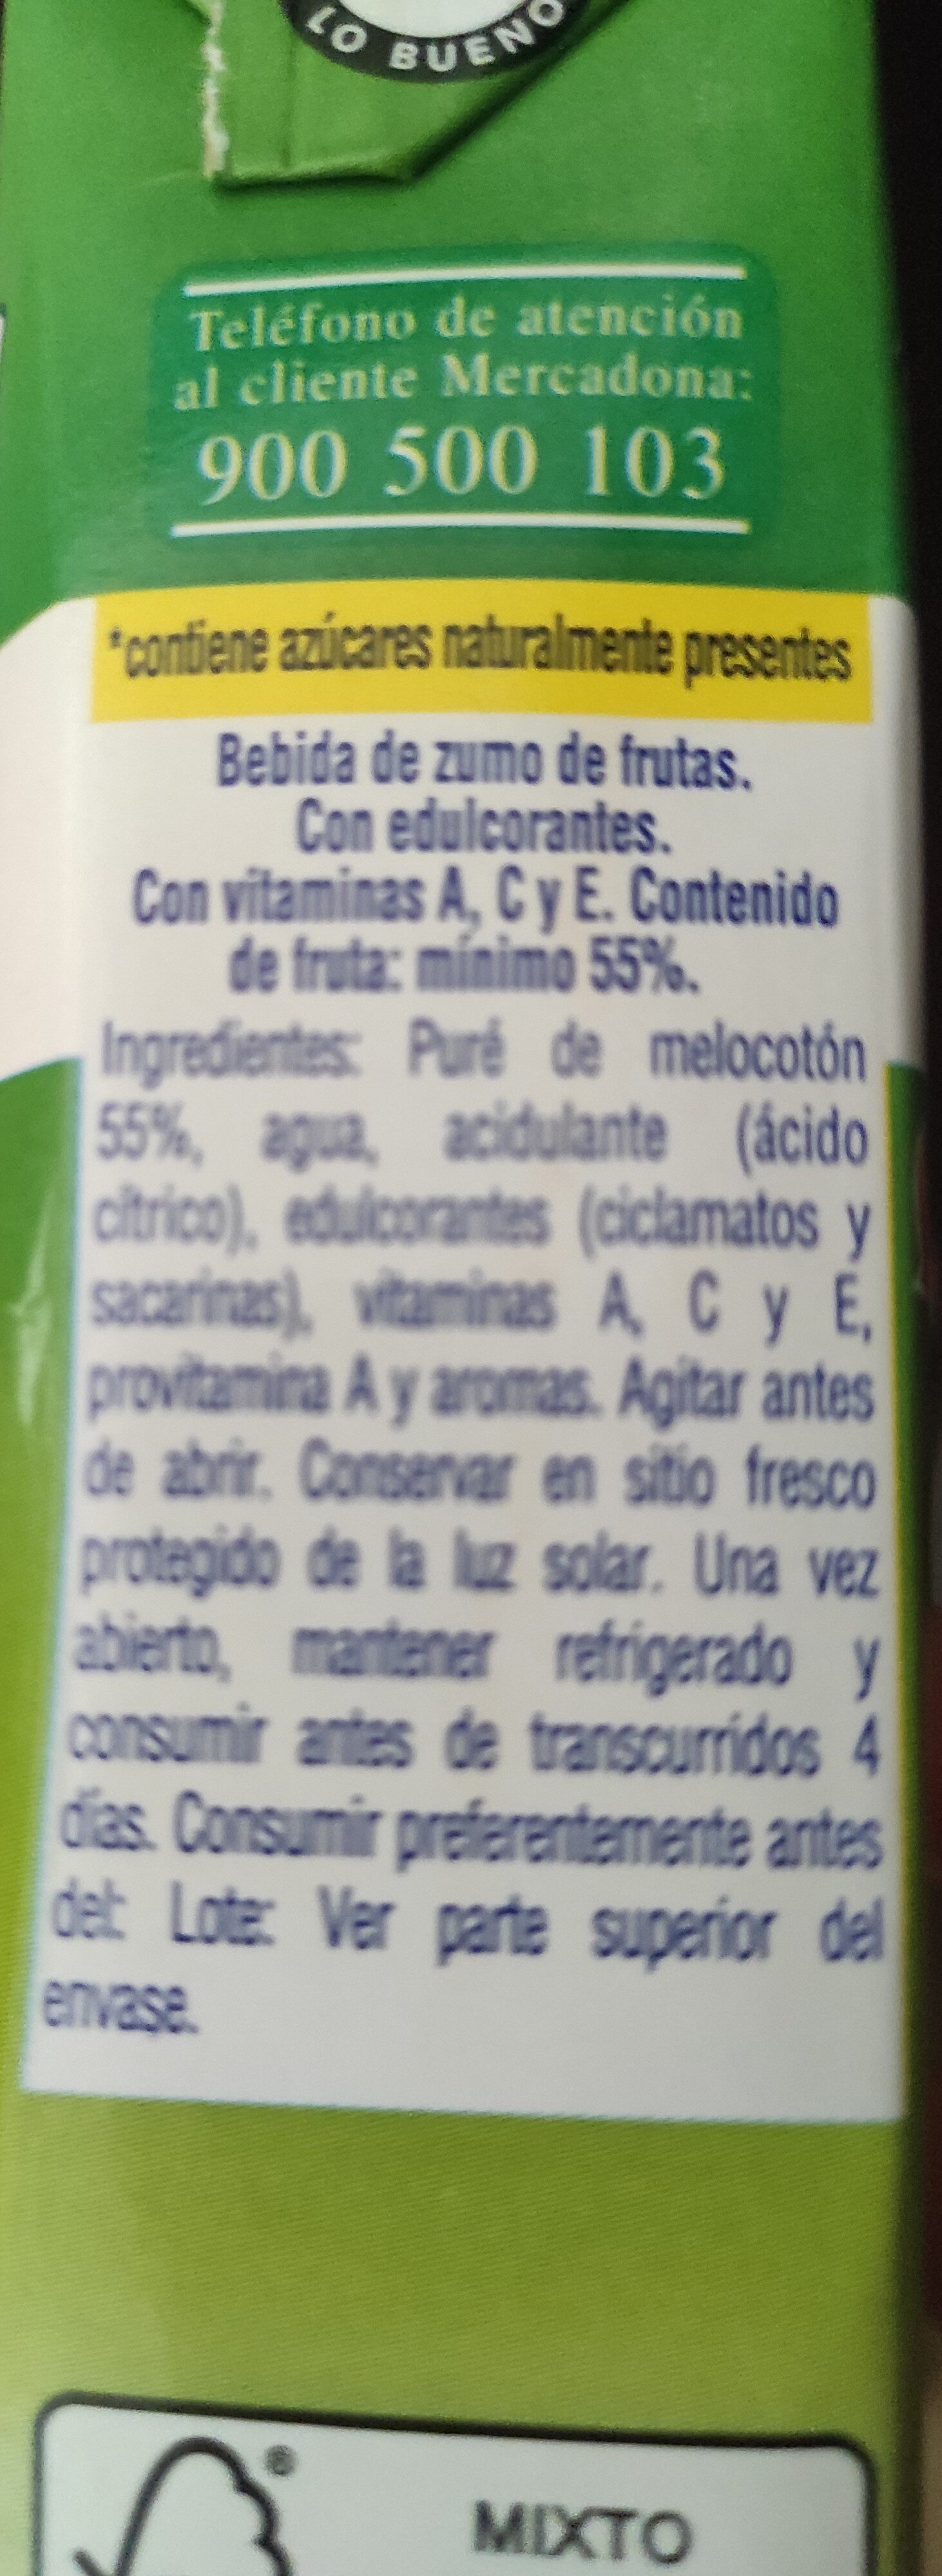 LO BUENO
Teléfono de atención
al cliente Mercadona:
900 500 103
*contiene azúcares naturalmente presentes
Bebida de zumo de frutas.
Con edulcorantes.
Con vitaminas A, C y E. Contenido
de fruta: mínimo 55%.
Ingredientes: Puré de melocotón
55%, agua, acidulante (ácido
cítrico), edulcorantes (ciclamatos y
sacarinas), vitaminas A, C y E,
provitamina A y aromas. Agitar antes
de abrir. Conservar en sitio fresco
protegido de la luz solar. Una vez
abierto, mantener refrigerado y
consumir antes de transcurridos 4
días. Consumir preferentemente antes
del: Lote: Ver parte superior del
envase.
®
MIXTO